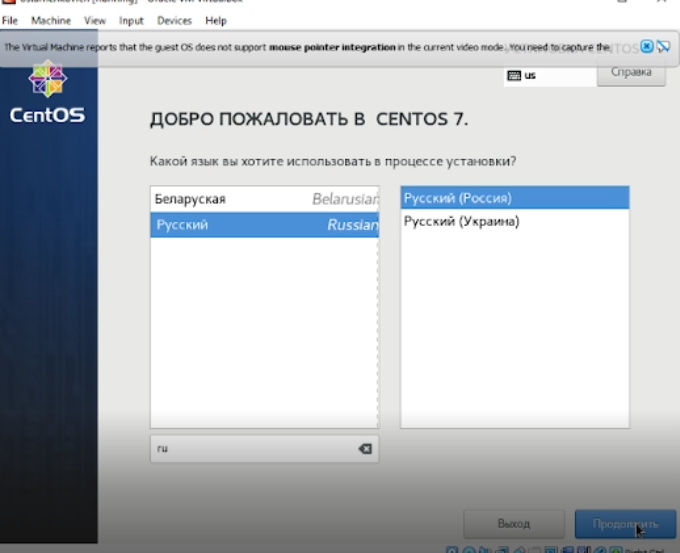 File Machine View Input Devices Help
The Virtual Machine reports that the guest OS does not support mouse pointer integration in the current video mode. You need to capture the
us
Справка
CentOS
ДОБРО ПОЖАЛОВАТЬ В CENTOS 7.
Какой язык вы хотите использовать в процессе установки?
Беларуская Belarusian
Русский Russian
Русский (Россия)
Русский (Украина)
ru
Выход
Продолжить